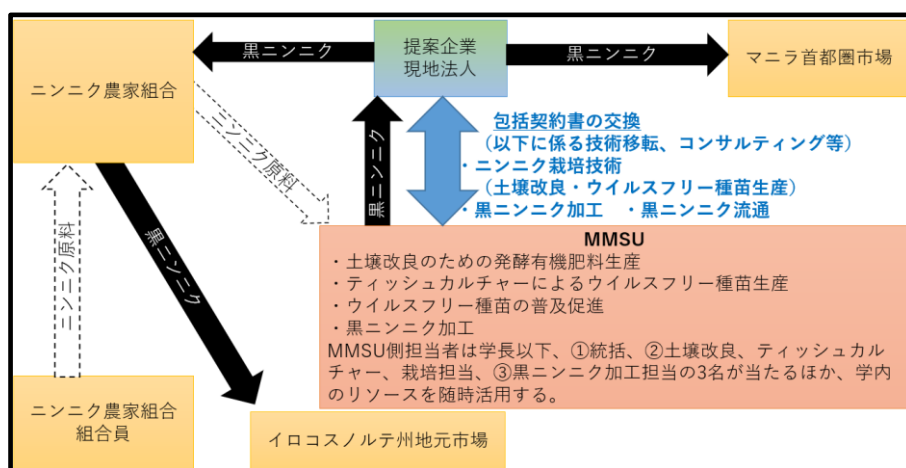 黒ニンニク
提案企業
現地法人
黒ニンニク
マニラ首都圏市場
ニンニク農家組合
包括契約書の交換
（以下に係る技術移転、コンサルティング等）
・ニンニク栽培技術
（土壌改良・ウイルスフリー種苗生産）
・黒ニンニク加工　・黒ニンニク流通
ニンニク原料
黒ニンニク
ニンニク原料
黒ニンニク
MMSU
・土壌改良のための発酵有機肥料生産
・ティッシュカルチャーによるウイルスフリー種苗生産
・ウイルスフリー種苗の普及促進
・黒ニンニク加工
MMSU側担当者は学長以下、①統括、②土壌改良、ティッシュカル
チャー、栽培担当、③黒ニンニク加工担当の3名が当たるほか、学内
のリソースを随時活用する。
ニンニク農家組合
組合員
イロコスノルテ州地元市場